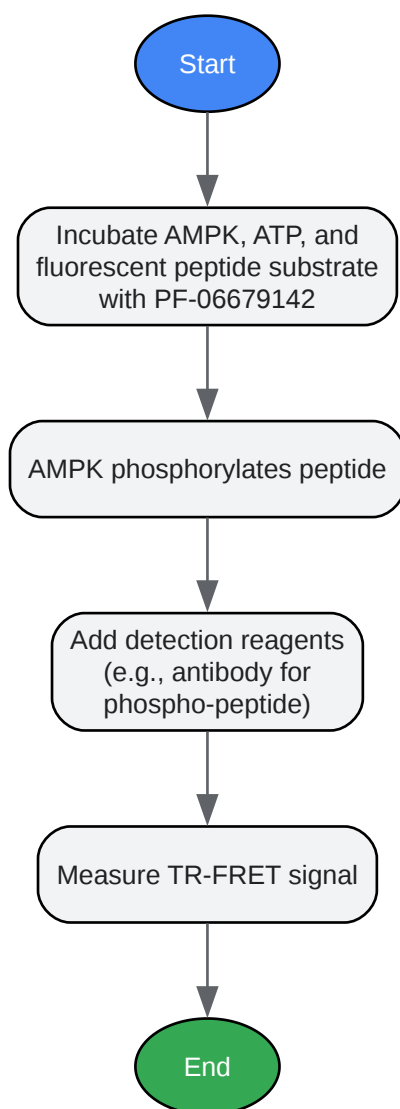 Start
Incubate AMPK, ATP, and
fluorescent peptide substrate
with PF-06679142
AMPK phosphorylates peptide
Add detection reagents
(e.g., antibody for
phospho-peptide)
Measure TR-FRET signal
End